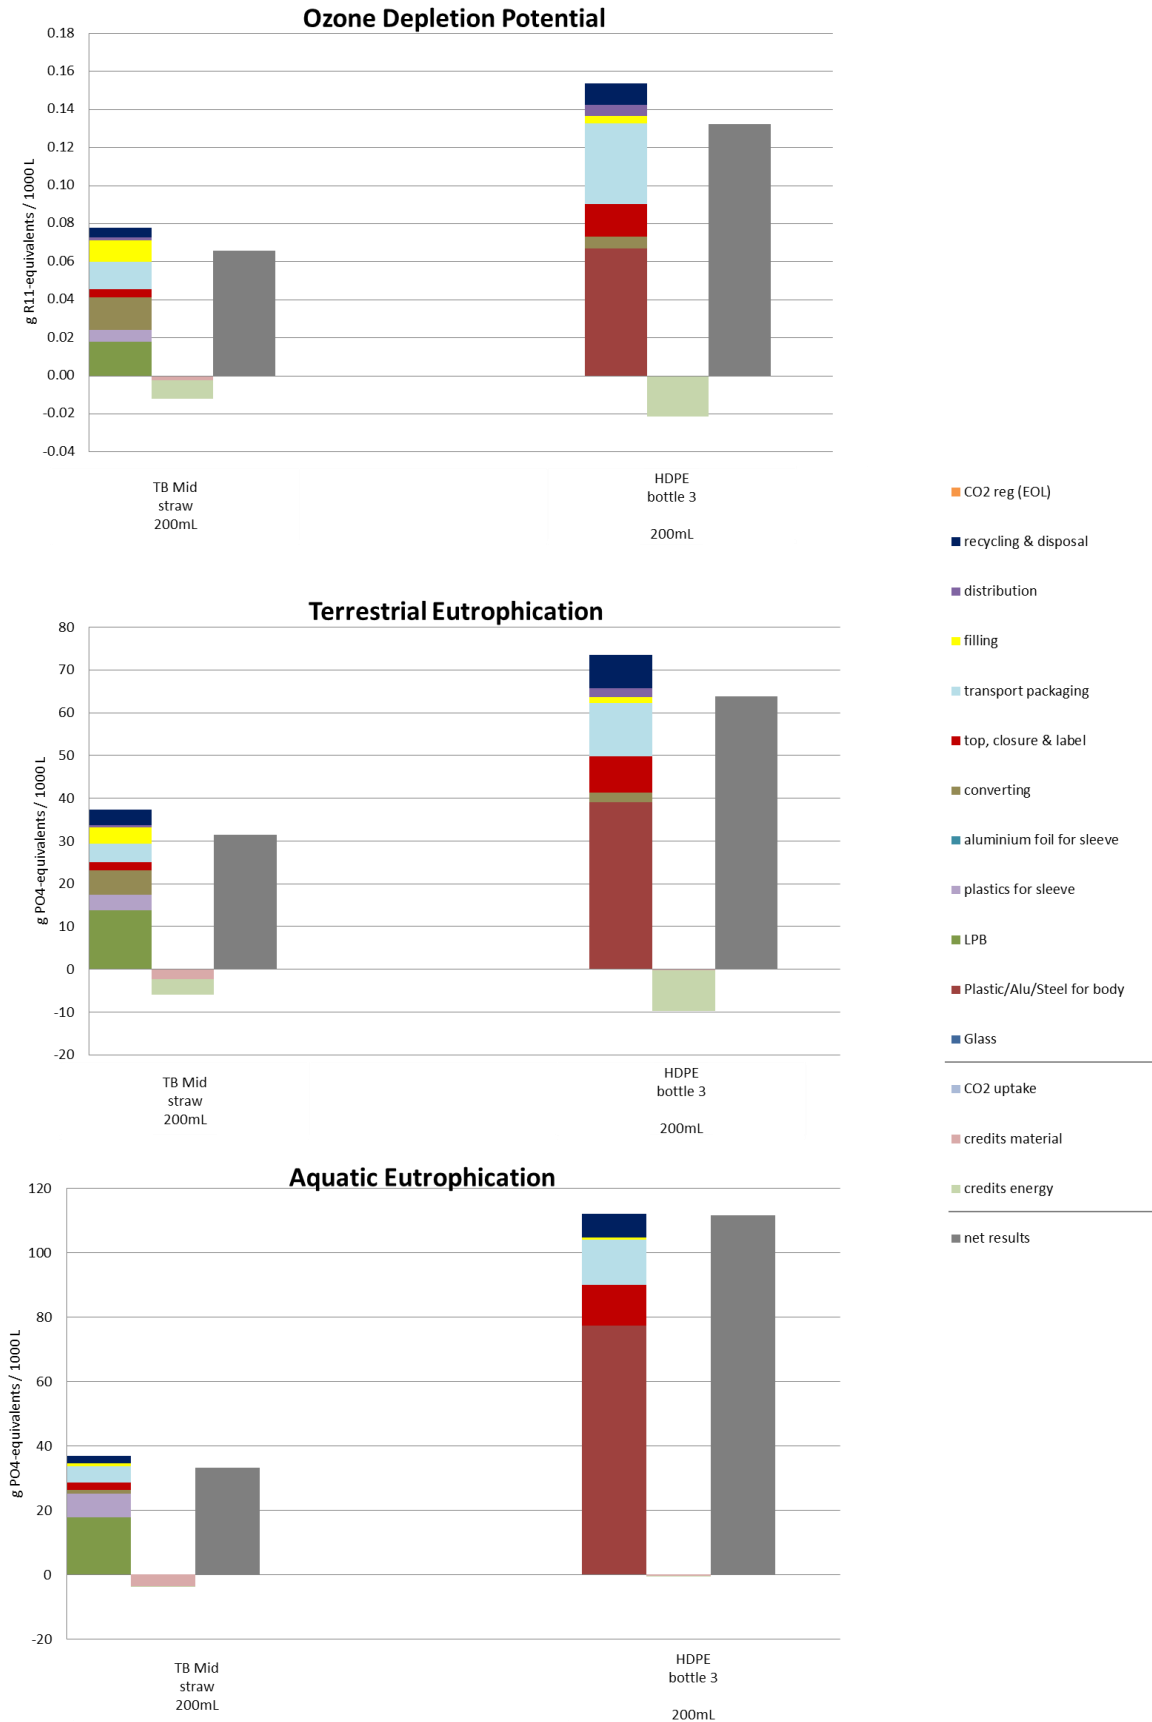 Ozone Depletion Potential
0.18
0.16
0.14
0.12
0.10
0.08
0.06
0.04
0.02
0.00
-0.02
-0.04
g R11-equivalents / 1000 L
TB Mid
straw
200mL
HDPE
bottle 3
200mL
Terrestrial Eutrophication
80
70
60
50
40
30
20
10
0
-10
-20
g PO4-equivalents / 1000 L
TB Mid
straw
200mL
HDPE
bottle 3
200mL
Aquatic Eutrophication
120
100
80
60
40
20
0
-20
g PO4-equivalents / 1000 L
TB Mid
straw
200mL
HDPE
bottle 3
200mL
CO2 reg (EOL)
recycling & disposal
distribution
filling
transport packaging
top, closure & label
converting
aluminium foil for sleeve
plastics for sleeve
LPB
Plastic/Alu/Steel for body
Glass
CO2 uptake
credits material
credits energy
net results